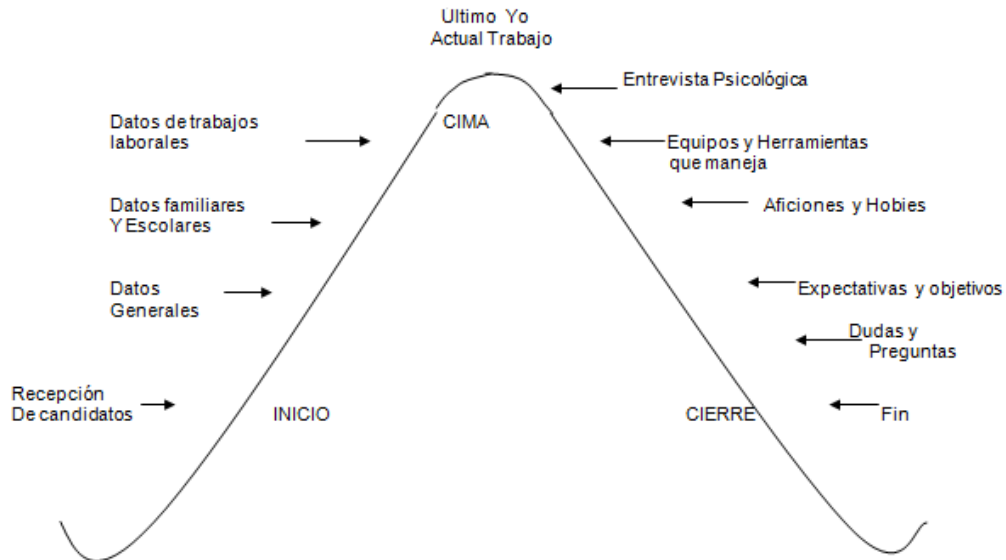 Ultimo Yo
Actual Trabajo
Entrevista Psicológica
CIMA
Datos de trabajos
laborales
Equipos y Herramientas
que maneja
Datos familiares
Y Escolares
Aficiones y Hobies
Datos
Generales
Expectativas y objetivos
Dudas y
Preguntas
Recepción
De candidatos
INICIO
CIERRE
Fin